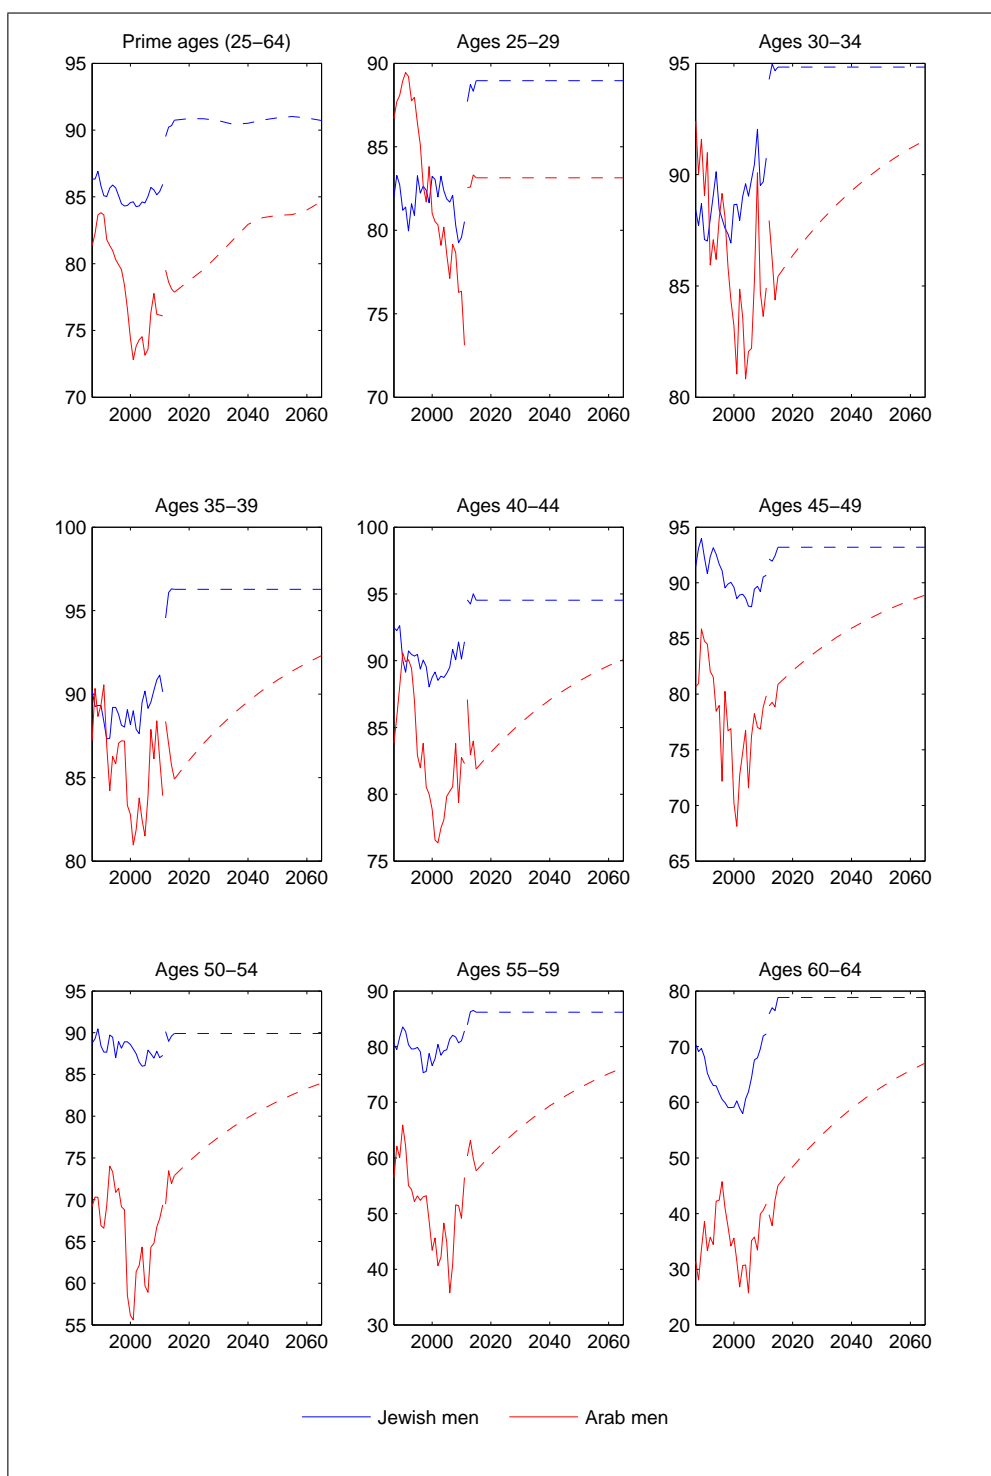 Prime ages (25−64) Ages 25−29 Ages 30−34
95 90 95
90
85 85 90
80
80 75 85
75
70 70 80
2000 2020 2040 2060 2000 2020 2040 2060 2000 2020 2040 2060
Ages 35−39 Ages 40−44 Ages 45−49
100 100 95
95 95 90
90 90 85
85 85 80
80 75
80 75 70
65
2000 2020 2040 2060 2000 2020 2040 2060 2000 2020 2040 2060
Ages 50−54 Ages 55−59 Ages 60−64
95 90 80
90 80 70
85 70 60
80 60 50
75 50 40
70 40 30
65 30 20
60
55
2000 2020 2040 2060 2000 2020 2040 2060 2000 2020 2040 2060
Jewish men Arab men